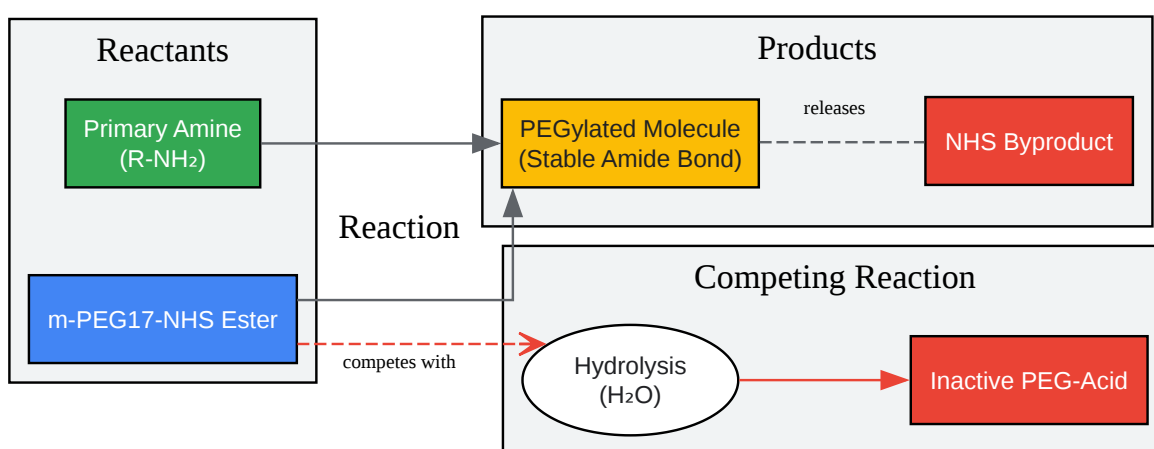 Reactants
Primary Amine
(R-NH₂)
m-PEG17-NHS Ester
Reaction
Products
PEGylated Molecule
(Stable Amide Bond)
releases
NHS Byproduct
competes with
Competing Reaction
Hydrolysis
(H₂O)
Inactive PEG-Acid